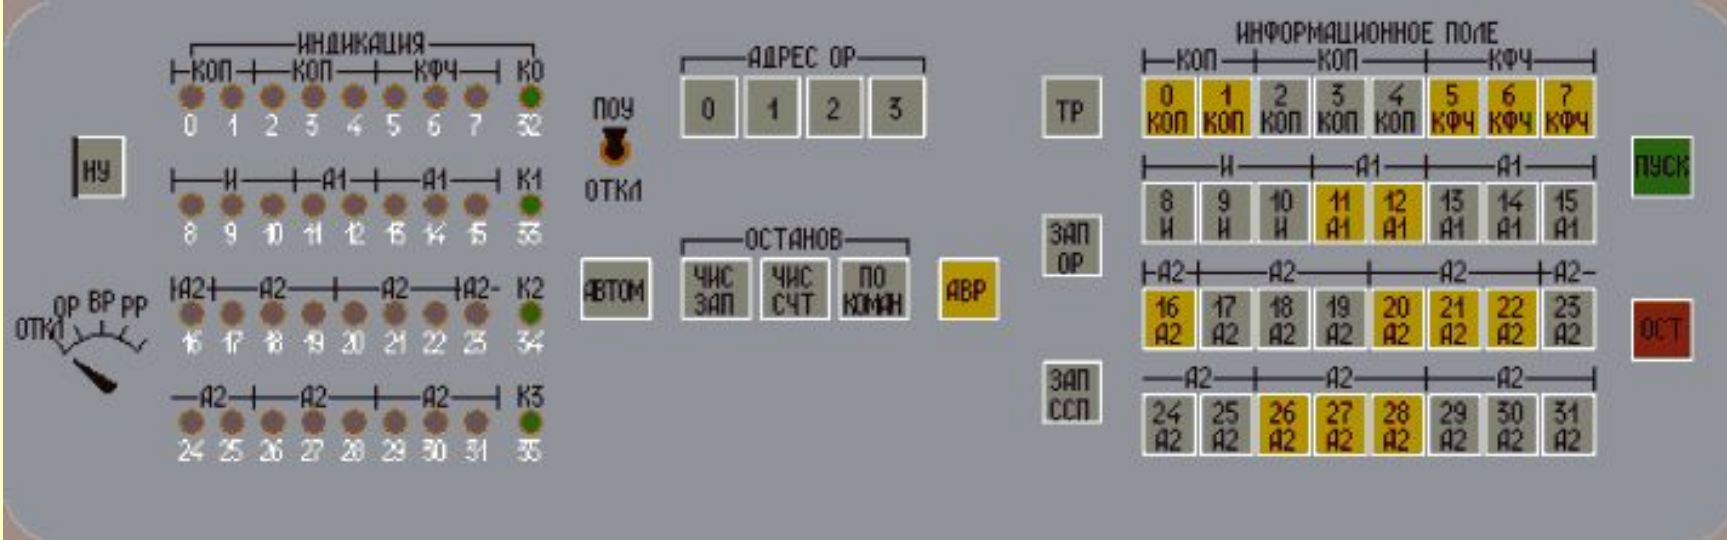 ИНДИКАЦИЯ
КОП КОП КФЧ К0
0 1 2 3 4 5 6 7 32
И А1 А1 К1
8 9 10 11 12 13 14 15 33
А2 А2 А2 А2 К2
16 17 18 19 20 21 22 23 34
А2 А2 А2 К3
24 25 26 27 28 29 30 31 35
НУ
ОТКЛ ОР ВР РР
ПОУ
ОТКЛ
АДРЕС ОР
0 1 2 3
АВТОМ
ОСТАНОВ
ЧИС ЧИС ПО
ЗАП СЧТ КОМАН
АВР
ТР
ЗАП
ОР
ЗАП
ССП
ИНФОРМАЦИОННОЕ ПОЛЕ
КОП КОП КФЧ
0 1 2 3 4 5 6 7
КОП КОП КОП КОП КОП КФЧ КФЧ КФЧ
И А1 А1
8 9 10 11 12 13 14 15
И И И А1 А1 А1 А1 А1
А2 А2 А2 А2
16 17 18 19 20 21 22 23
А2 А2 А2 А2 А2 А2 А2 А2
А2 А2 А2
24 25 26 27 28 29 30 31
А2 А2 А2 А2 А2 А2 А2 А2
ПУСК
ОСТ